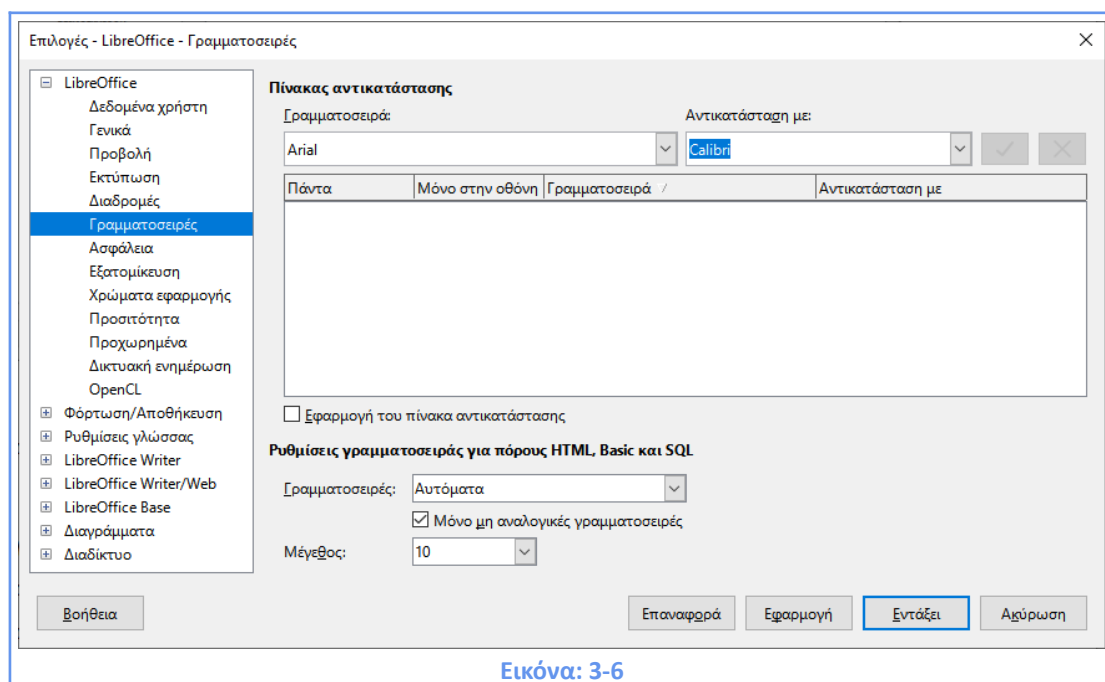 Επιλογές - LibreOffice - Γραμματοσειρές
LibreOffice
Δεδομένα χρήστη
Γενικά
Προβολή
Εκτύπωση
Διαδρομές
Γραμματοσειρές
Ασφάλεια
Εξατομίκευση
Χρώματα εφαρμογής
Προσιτότητα
Προχωρημένα
Δικτυακή ενημέρωση
OpenCL
Φόρτωση/Αποθήκευση
Ρυθμίσεις γλώσσας
LibreOffice Writer
LibreOffice Writer/Web
LibreOffice Base
Διαγράμματα
Διαδίκτυο
Πίνακας αντικατάστασης
Γραμματοσειρά: Αντικατάσταση με:
Arial Calibri
Πάντα Μόνο στην οθόνη Γραμματοσειρά Αντικατάσταση με
Εφαρμογή του πίνακα αντικατάστασης
Ρυθμίσεις γραμματοσειράς για πόρους HTML, Basic και SQL
Γραμματοσειρές: Αυτόματα
Μόνο μη αναλογικές γραμματοσειρές
Μέγεθος: 10
Βοήθεια Επαναφορά Εφαρμογή Εντάξει Ακύρωση
Εικόνα: 3-6